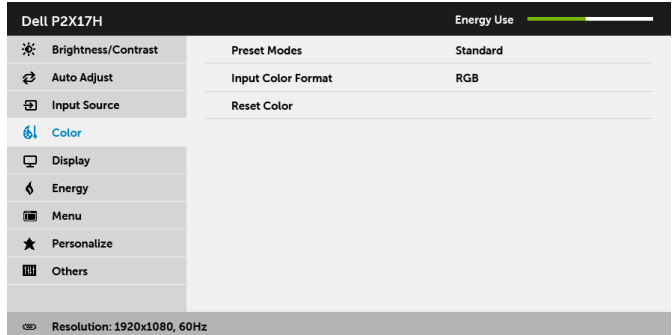 Dell P2X17H Energy Use
Brightness/Contrast Preset Modes Standard
Auto Adjust Input Color Format RGB
Input Source Reset Color
Color
Display
Energy
Menu
Personalize
Others
Resolution: 1920x1080, 60Hz